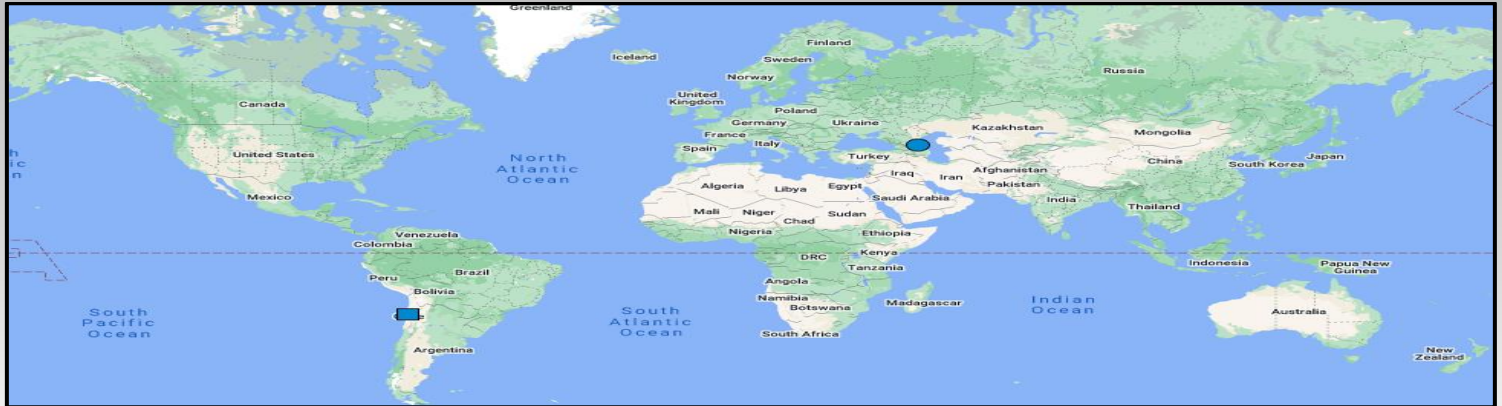 Greenland
Iceland
Finland
Sweden
Norway
Russia
United
Kingdom
Canada
Poland
Germany
Ukraine
France
Kazakhstan
Mongolia
Spain
Italy
Turkey
United States
North
Atlantic
Ocean
China
South Korea
Japan
Iraq
Iran
Afghanistan
Pakistan
Algeria
Libya
Egypt
Saudi Arabia
India
Mexico
Mali
Niger
Chad
Sudan
Thailand
Venezuela
Colombia
Nigeria
Ethiopia
DRC
Kenya
Tanzania
Indonesia
Papua New
Guinea
Peru
Brazil
Bolivia
Angola
Namibia
Botswana
Madagascar
Indian
Ocean
South
Pacific
Ocean
South
Atlantic
Ocean
South Africa
Australia
Argentina
New
Zealand